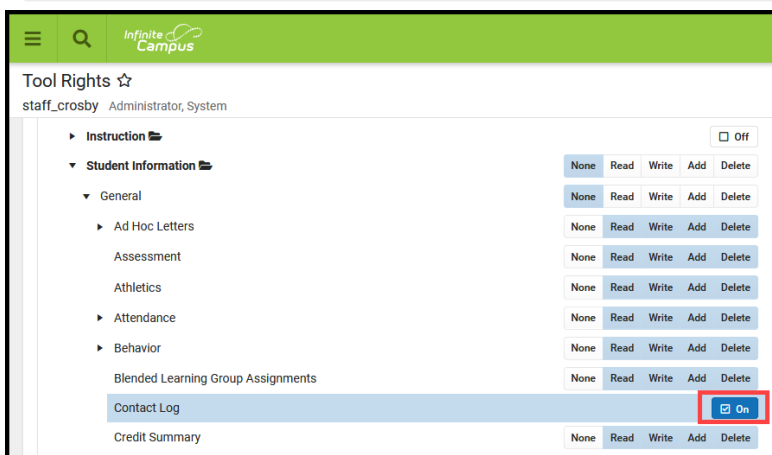 Infinite
Campus
Tool Rights
staff_crosby Administrator, System
Instruction Off
Student Information None Read Write Add Delete
General None Read Write Add Delete
Ad Hoc Letters None Read Write Add Delete
Assessment None Read Write Add Delete
Athletics None Read Write Add Delete
Attendance None Read Write Add Delete
Behavior None Read Write Add Delete
Blended Learning Group Assignments None Read Write Add Delete
Contact Log On
Credit Summary None Read Write Add Delete